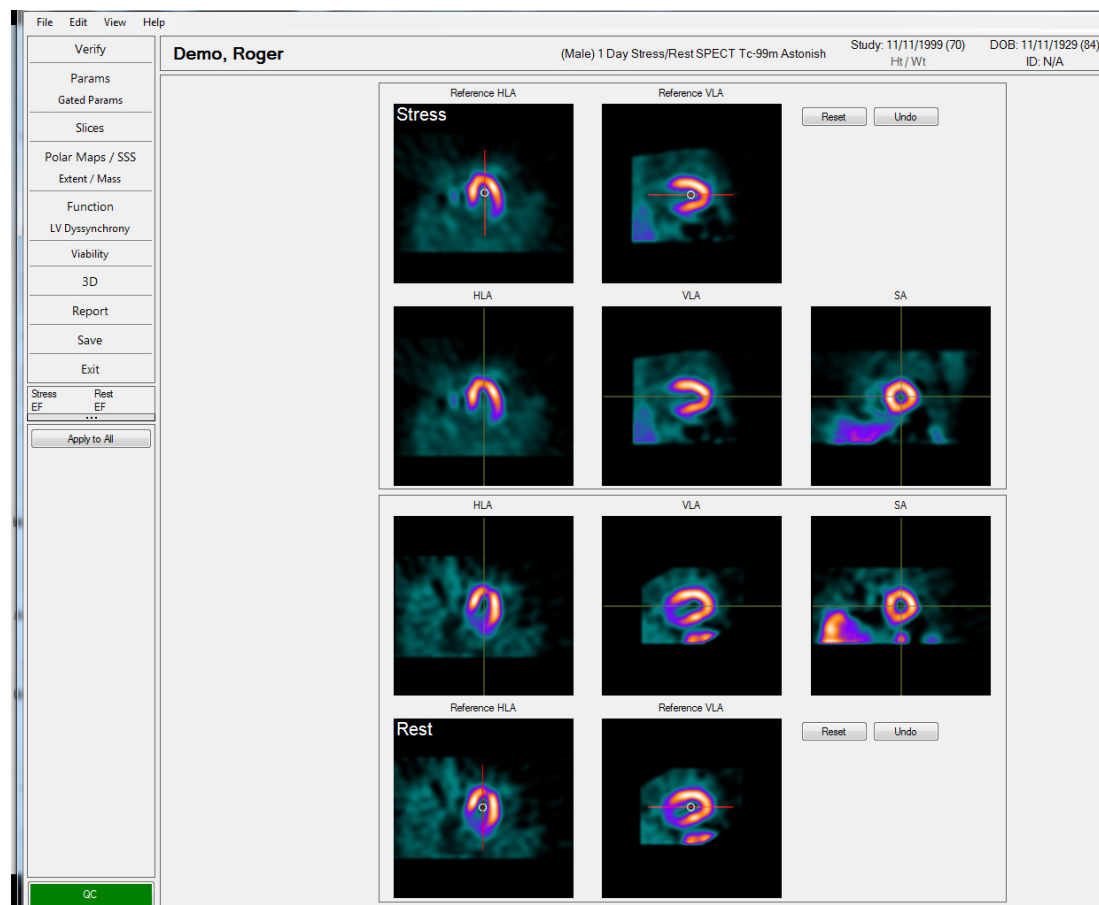 File Edit View Help
Verify
Params
Gated Params
Slices
Polar Maps / SSS
Extent / Mass
Function
LV Dyssynchrony
Viability
3D
Report
Save
Exit
Stress Rest
EF EF
...
Apply to All
QC
Demo, Roger (Male) 1 Day Stress/Rest SPECT Tc-99m Astonish Study: 11/11/1999 (70) DOB: 11/11/1929 (84)
Ht / Wt ID: N/A
Reference HLA Reference VLA
Stress
Reset Undo
HLA VLA SA
HLA VLA SA
Reference HLA Reference VLA
Rest
Reset Undo